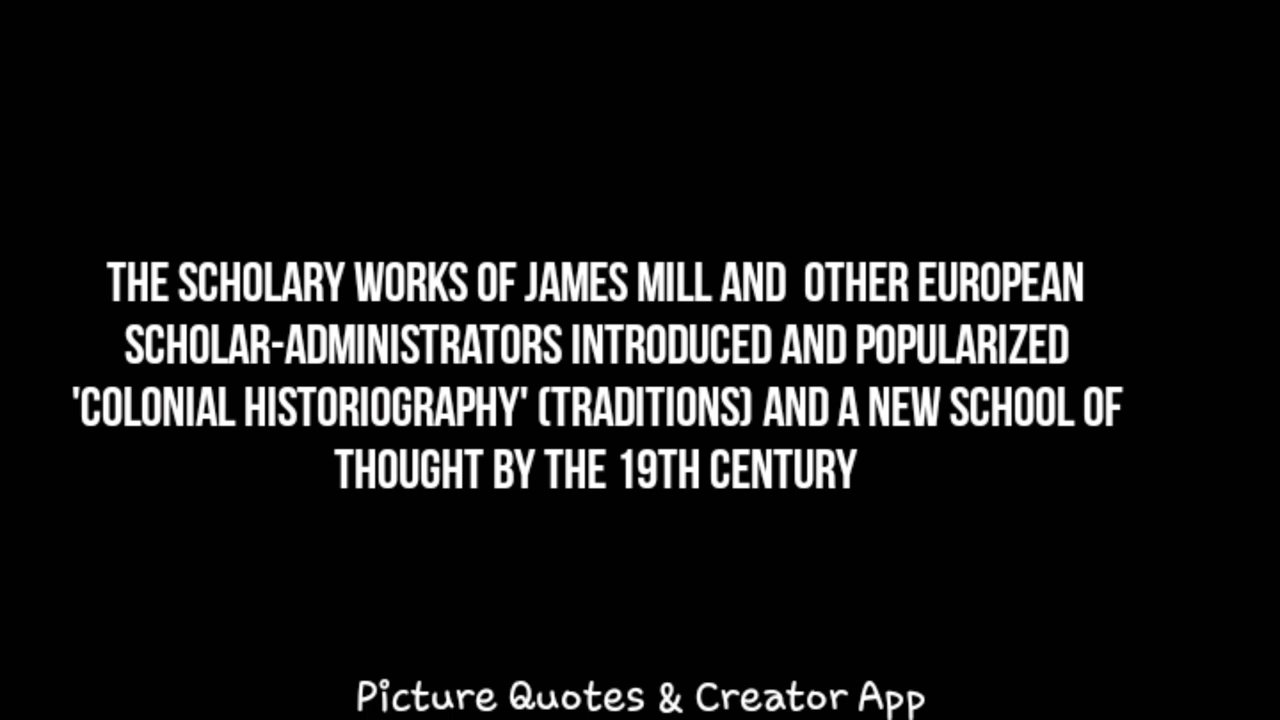 THE SCHOLARY WORKS OF JAMES MILL AND OTHER EUROPEAN
SCHOLAR-ADMINISTRATORS INTRODUCED AND POPULARIZED
'COLONIAL HISTORIOGRAPHY' (TRADITIONS) AND A NEW SCHOOL OF
THOUGHT BY THE 19TH CENTURY
Picture Quotes & Creator App